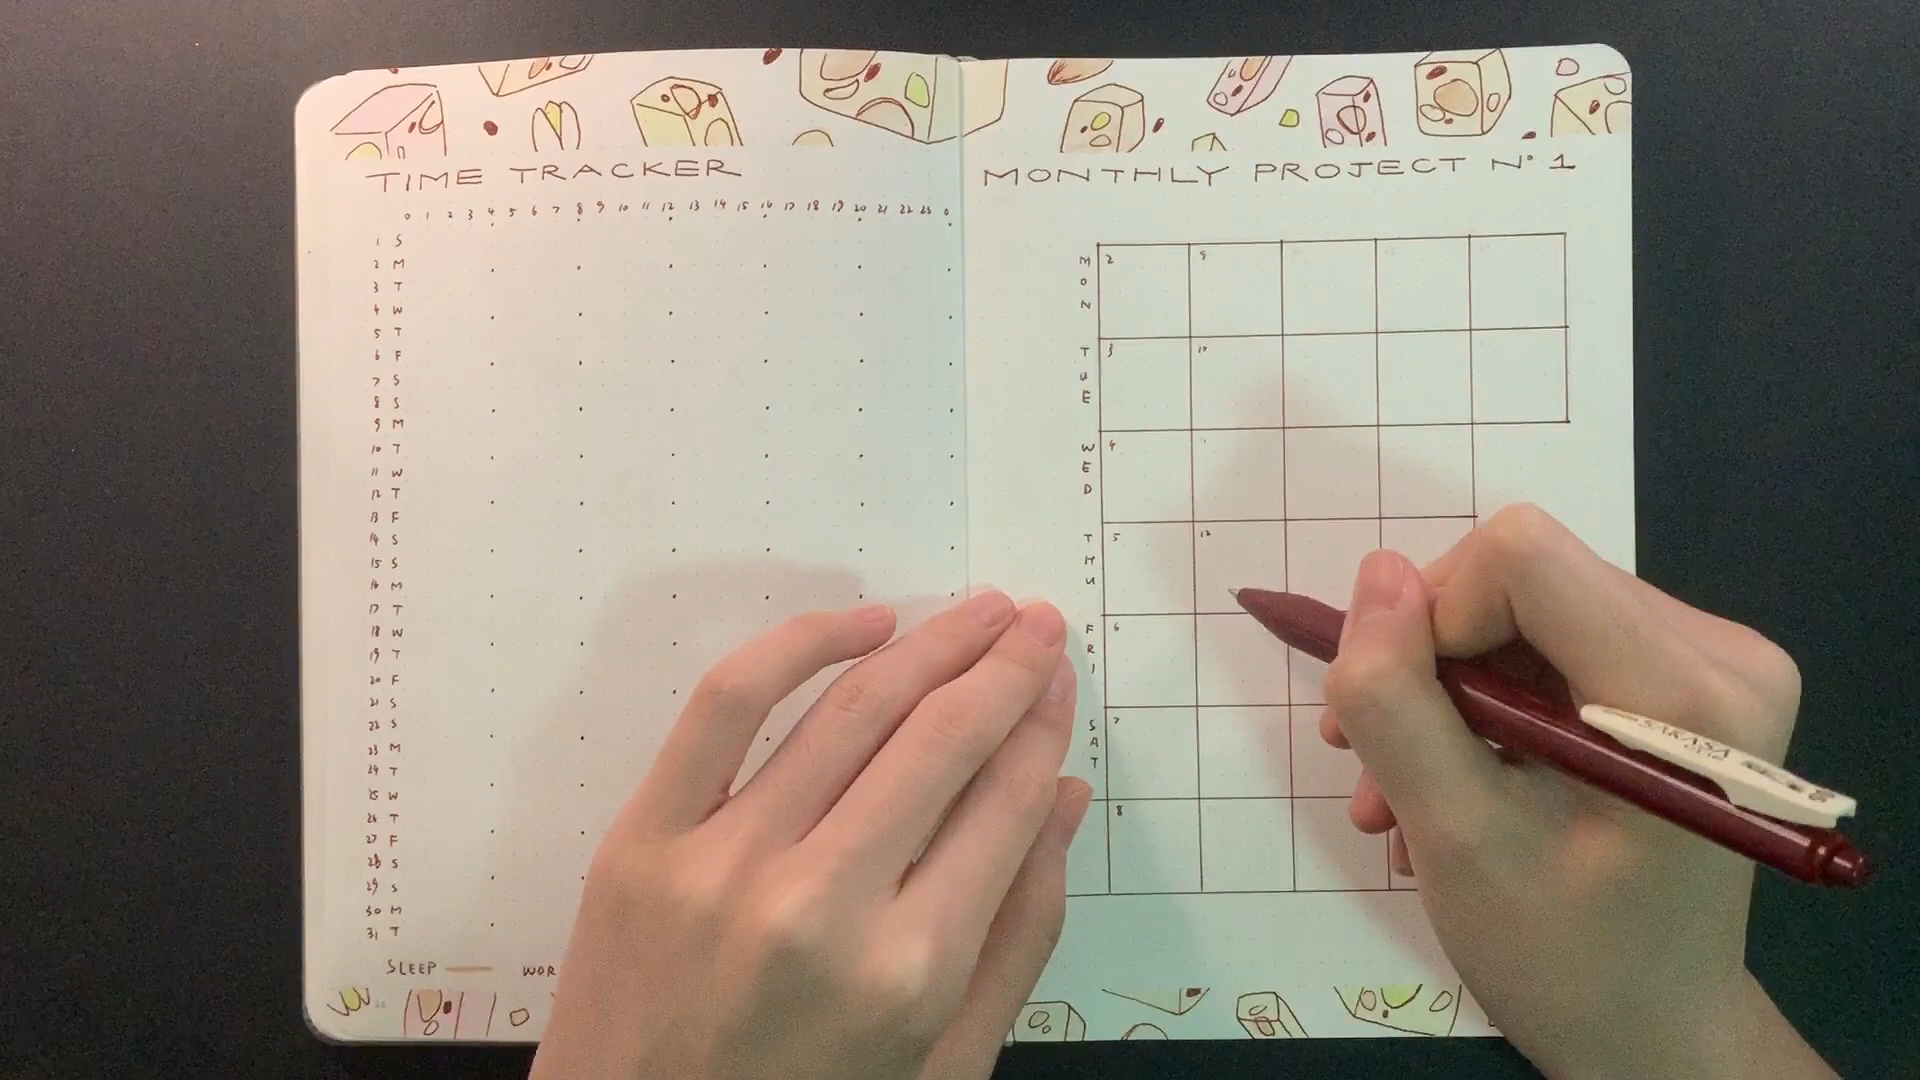 TIME TRACKER
0 1 2 3 4 5 6 7 8 9 10 11 12 13 14 15 16 17 18 19 20 21 22 23 0
1 S
2 M
3 T
4 W
5 T
6 F
7 S
8 S
9 M
10 T
11 W
12 T
13 F
14 S
15 S
16 M
17 T
18 W
19 T
20 F
21 S
22 S
23 M
24 T
25 W
26 T
27 F
28 S
29 S
30 M
31 T
SLEEP WOR
MONTHLY PROJECT Nº 1
MON 2 9
TUE 3 10
WED 4 11
THU 5 12
FRI 6
SAT 7
8
SARASA